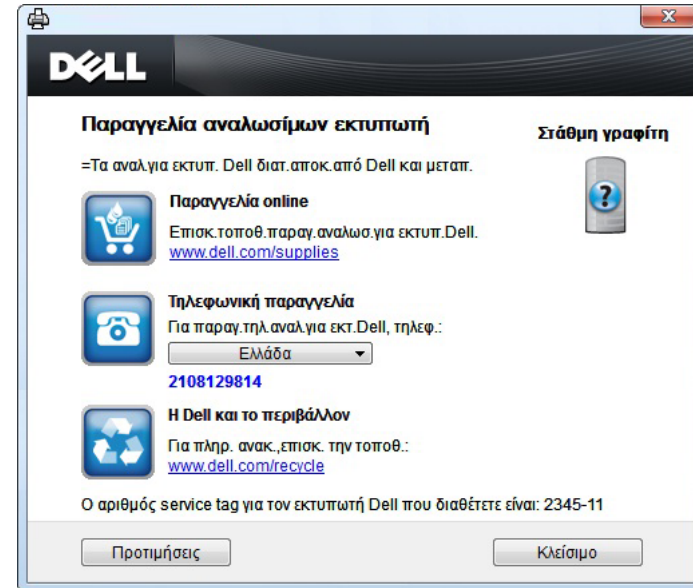 DELL
Παραγγελία αναλωσίμων εκτυπωτή
Στάθμη γραφίτη
=Τα αναλ.για εκτυπ. Dell διατ.αποκ.από Dell και μεταπ.
?
Παραγγελία online
Επισκ.τοποθ.παραγ.αναλωσ.για εκτυπ.Dell.
www.dell.com/supplies
Τηλεφωνική παραγγελία
Για παραγ.τηλ.αναλ.για εκτ.Dell, τηλεφ.:
Ελλάδα
2108129814
Η Dell και το περιβάλλον
Για πληρ. ανακ.,επισκ. την τοποθ.:
www.dell.com/recycle
Ο αριθμός service tag για τον εκτυπωτή Dell που διαθέτετε είναι: 2345-11
Προτιμήσεις
Κλείσιμο